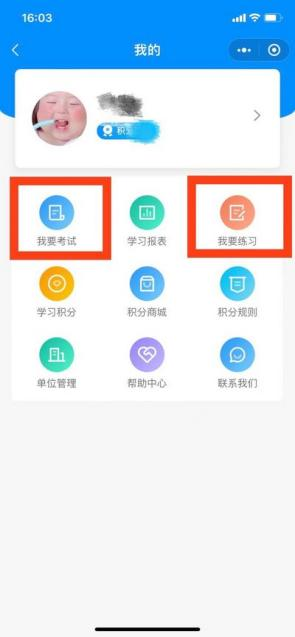 16:03
我的
积
我要考试
学习报表
我要练习
学习积分
积分商城
积分规则
单位管理
帮助中心
联系我们